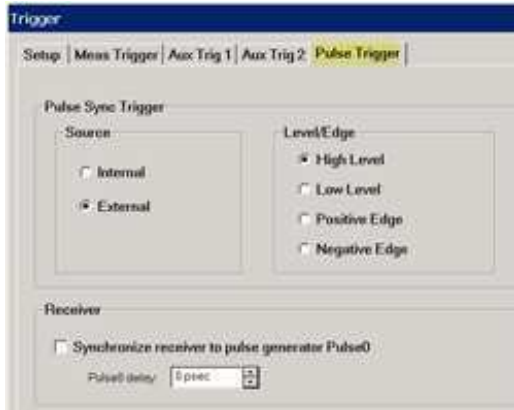 Trigger
Setup Meas Trigger Aux Trig 1 Aux Trig 2 Pulse Trigger
Pulse Sync Trigger
Source
Internal
External
Level/Edge
High Level
Low Level
Positive Edge
Negative Edge
Receiver
Synchronize receiver to pulse generator Pulse0
Pulse0 delay: 0 psec